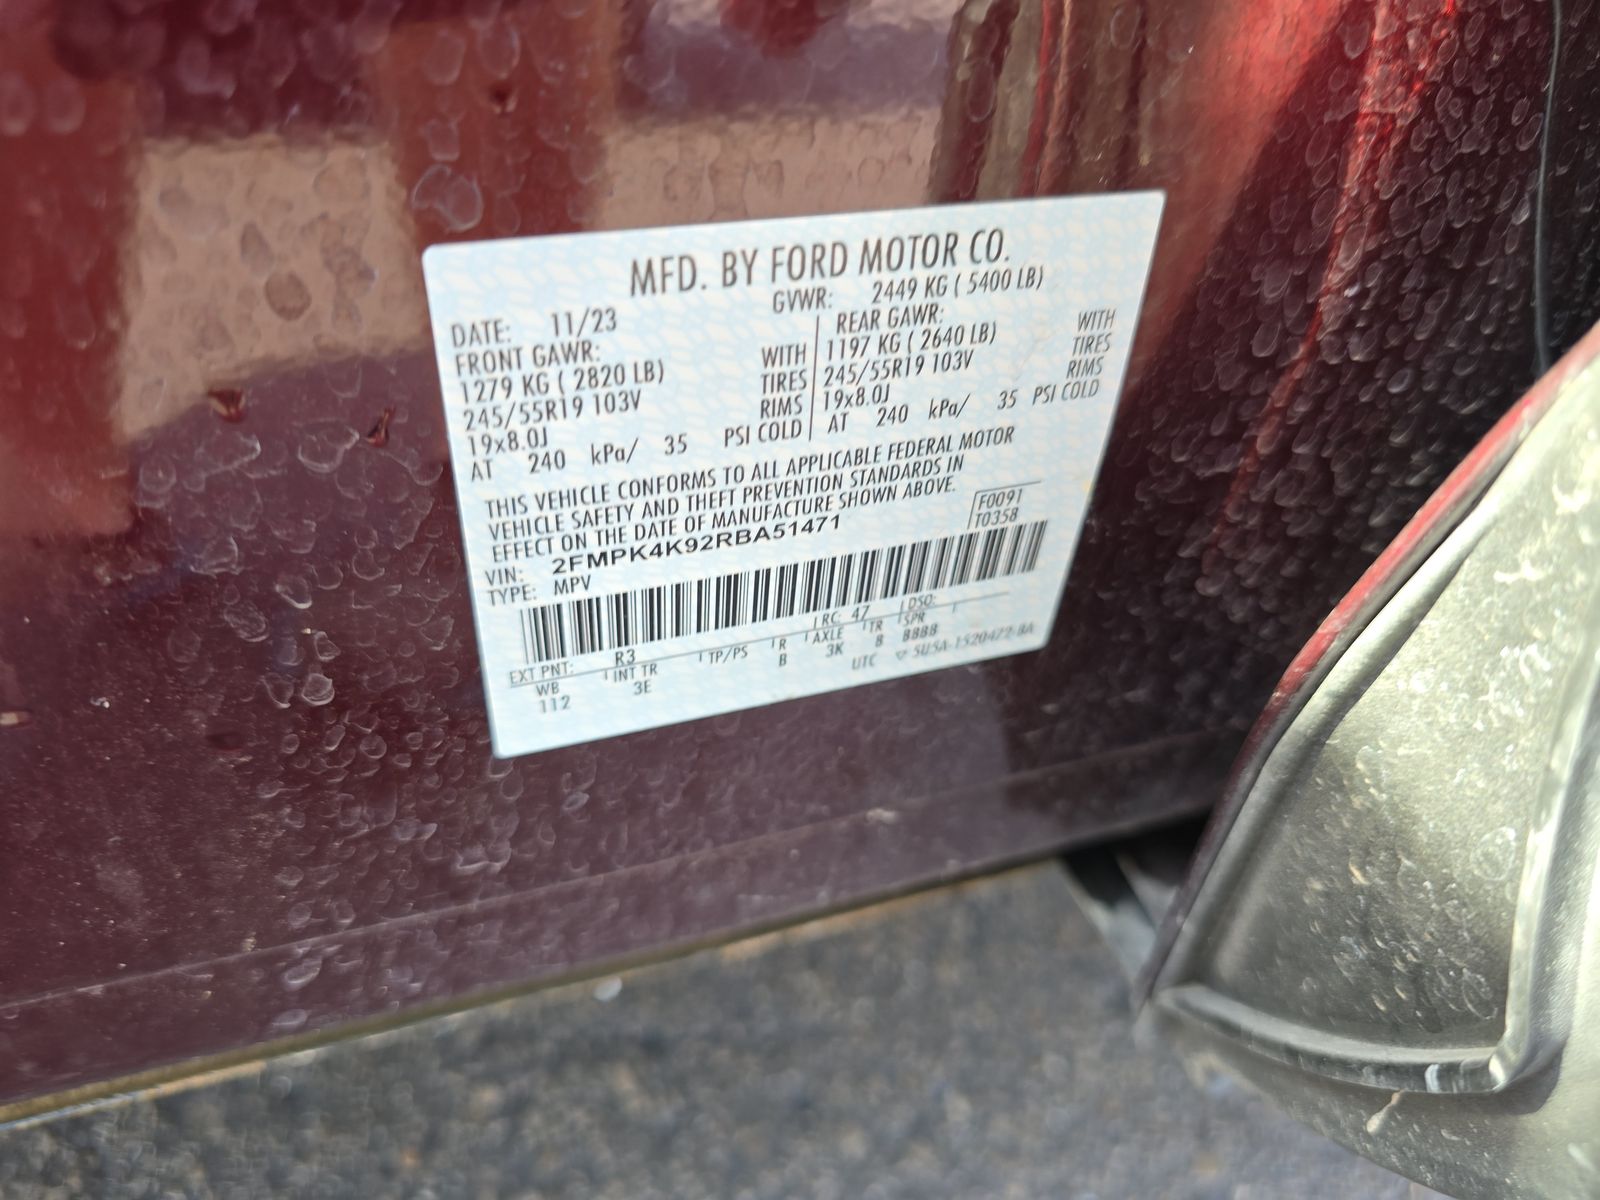 MFD. BY FORD MOTOR CO.
DATE: 11/23 GVWR: 2449 KG ( 5400 LB)
FRONT GAWR: REAR GAWR:
1279 KG ( 2820 LB) WITH 1197 KG ( 2640 LB) WITH
245/55R19 103V TIRES 245/55R19 103V TIRES
19x8.0J RIMS 19x8.0J RIMS
AT 240 kPa/ 35 PSI COLD AT 240 kPa/ 35 PSI COLD
THIS VEHICLE CONFORMS TO ALL APPLICABLE FEDERAL MOTOR
VEHICLE SAFETY AND THEFT PREVENTION STANDARDS IN
EFFECT ON THE DATE OF MANUFACTURE SHOWN ABOVE.
F0091
T0358
VIN: 2FMPK4K92RBA51471
TYPE: MPV
EXT PNT: R3 RC: 47 DSO:
WB INT TR TP/PS R AXLE TR SPR
112 3E B 3K 8 8888
UTC ▽ 5U5A-1520472-BA